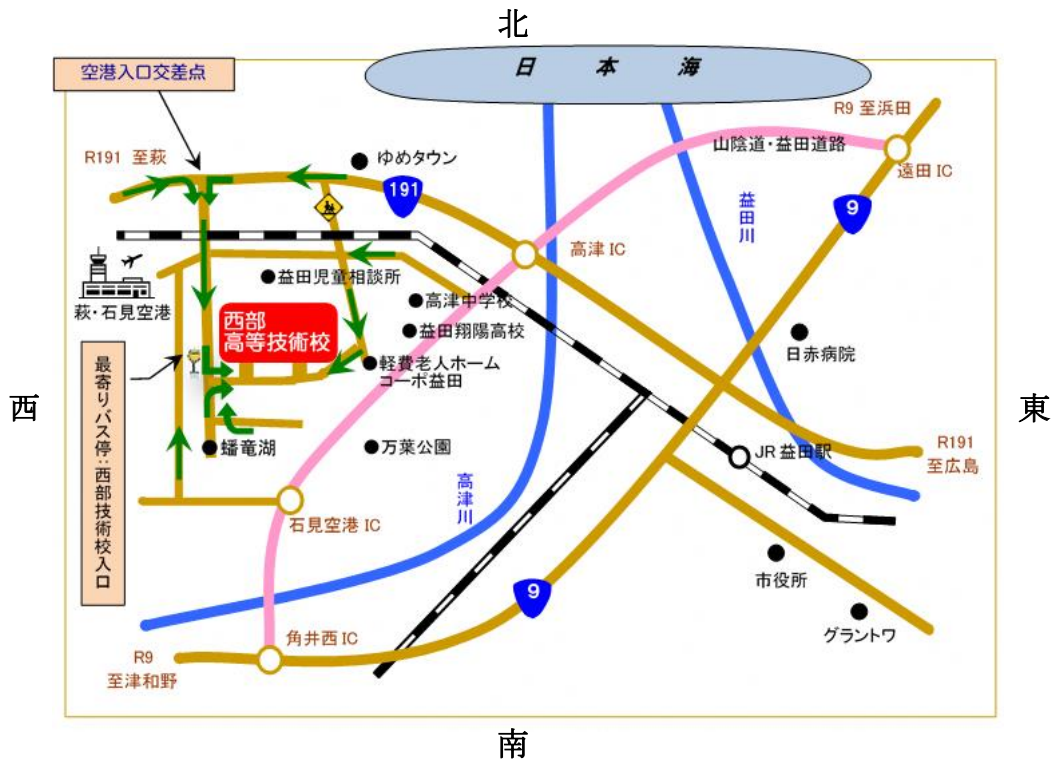 北
日本海
空港入口交差点
R9 至浜田
山陰道・益田道路
遠田 IC
R191 至萩
ゆめタウン
191
9
益田川
高津 IC
益田児童相談所
萩・石見空港
高津中学校
西部
高等技術校
益田翔陽高校
日赤病院
軽費老人ホーム
コーポ益田
最寄りバス停：西部技術校入口
西
東
蟠竜湖
万葉公園
JR 益田駅
R191
至広島
高津川
石見空港 IC
市役所
9
グラントワ
角井西 IC
R9
至津和野
南